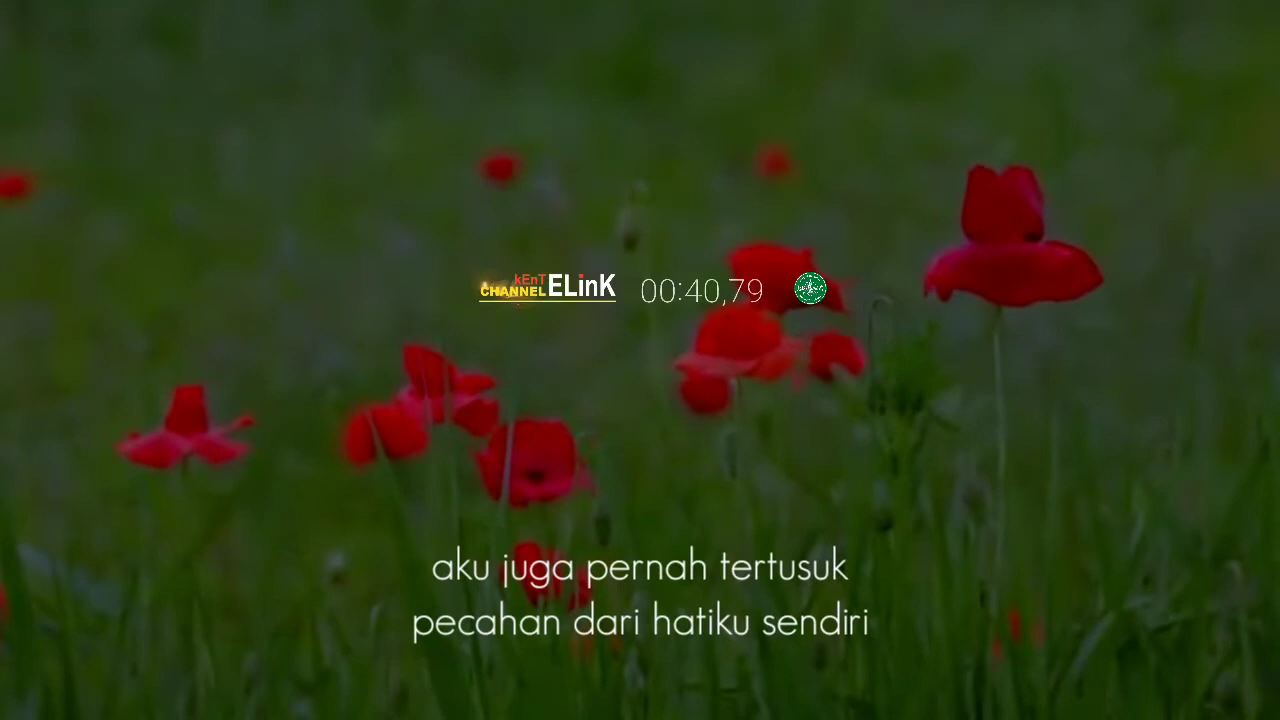 kEnT
CHANNEL ELinK
00:40,79
aku juga pernah tertusuk
pecahan dari hatiku sendiri